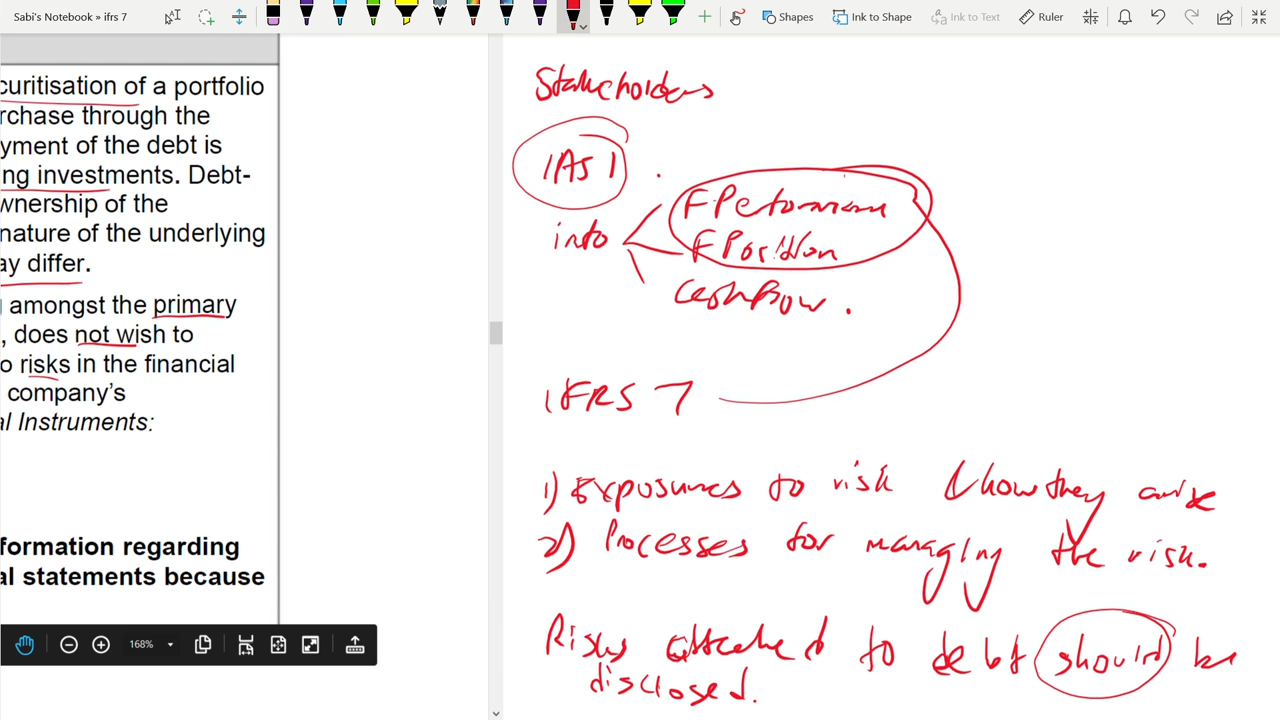 Sabi's Notebook » ifrs 7
Shapes
Ink to Shape
Ink to Text
Ruler
curitisation of a portfolio
rchase through the
yment of the debt is
ng investments. Debt-
wnership of the
nature of the underlying
ay differ.
amongst the primary
, does not wish to
o risks in the financial
company's
al Instruments:
formation regarding
al statements because
168%
Stakeholders
IAS 1
into
F Performance
F Position
Cashflow.
IFRS 7
1) Exposures to risk & how they arise
2) Processes for managing the risk.
Risks attached to debt should be
disclosed.